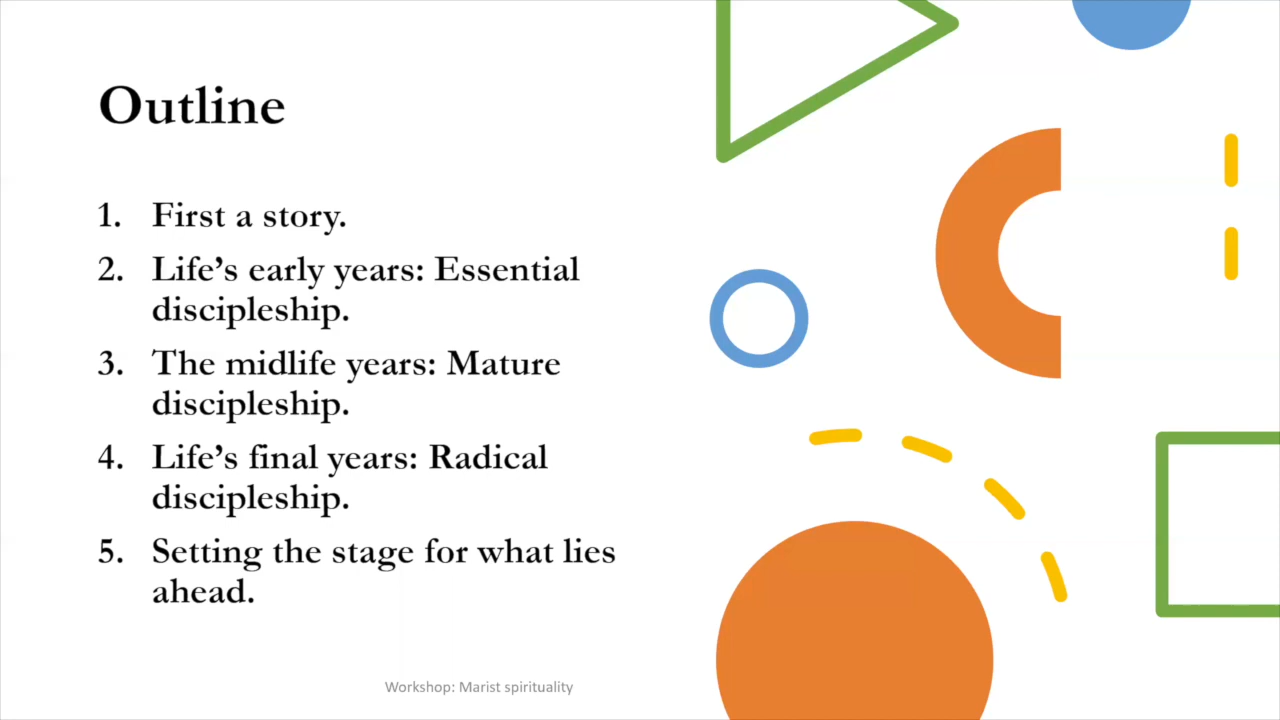 Outline
1. First a story.
2. Life’s early years: Essential
discipleship.
3. The midlife years: Mature
discipleship.
4. Life’s final years: Radical
discipleship.
5. Setting the stage for what lies
ahead.
Workshop: Marist spirituality